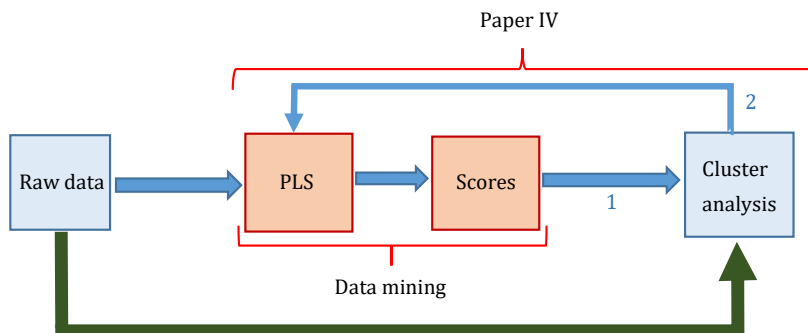 Paper IV
2
Raw data
PLS
Scores
1
Cluster
analysis
Data mining